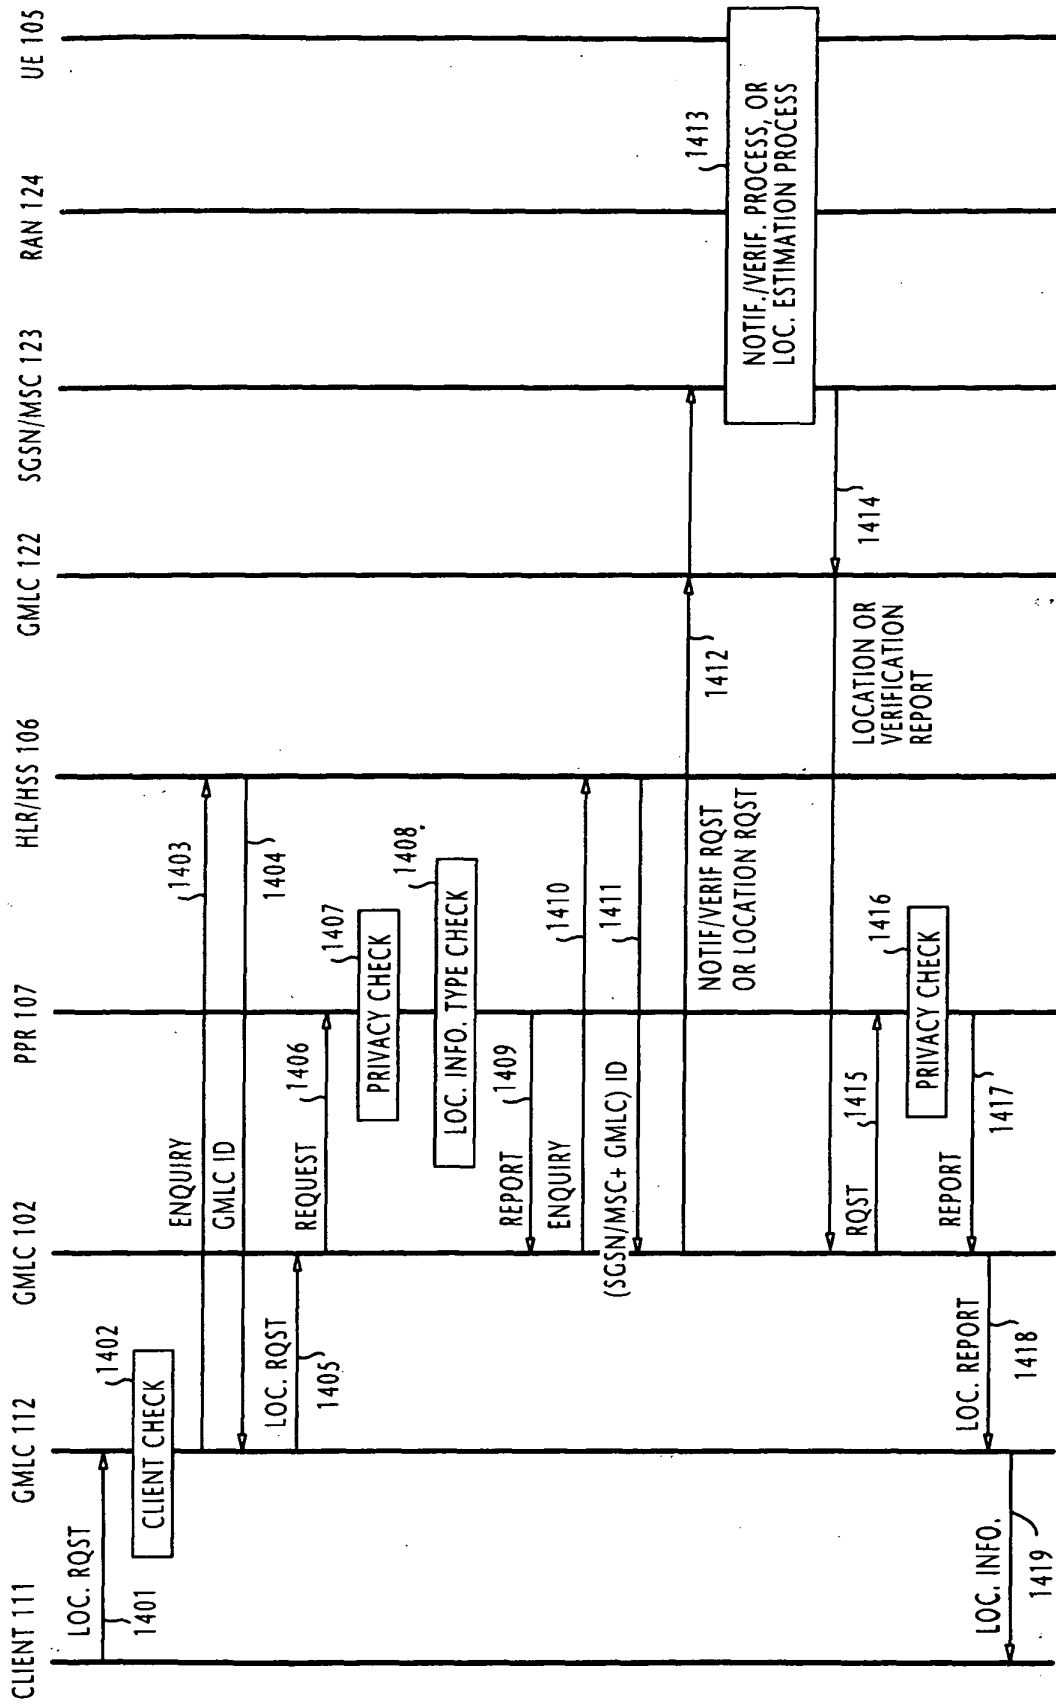 CLIENT 111
GMLC 112
GMLC 102
PPR 107
HLR/HSS 106
GMLC 122
SGSN/MSC 123
RAN 124
UE 105
LOC. RQST
1401
CLIENT CHECK
1402
ENQUIRY
1403
GMLC ID
1404
LOC. RQST
1405
REQUEST
1406
PRIVACY CHECK
1407
LOC. INFO. TYPE CHECK
1408
REPORT
1409
ENQUIRY
1410
(SGSN/MSC+ GMLC) ID
1411
NOTIF/VERIF RQST
OR LOCATION RQST
1412
NOTIF./VERIF. PROCESS, OR
LOC. ESTIMATION PROCESS
1413
1414
LOCATION OR
VERIFICATION
REPORT
RQST
1415
PRIVACY CHECK
1416
REPORT
1417
LOC. REPORT
1418
LOC. INFO.
1419